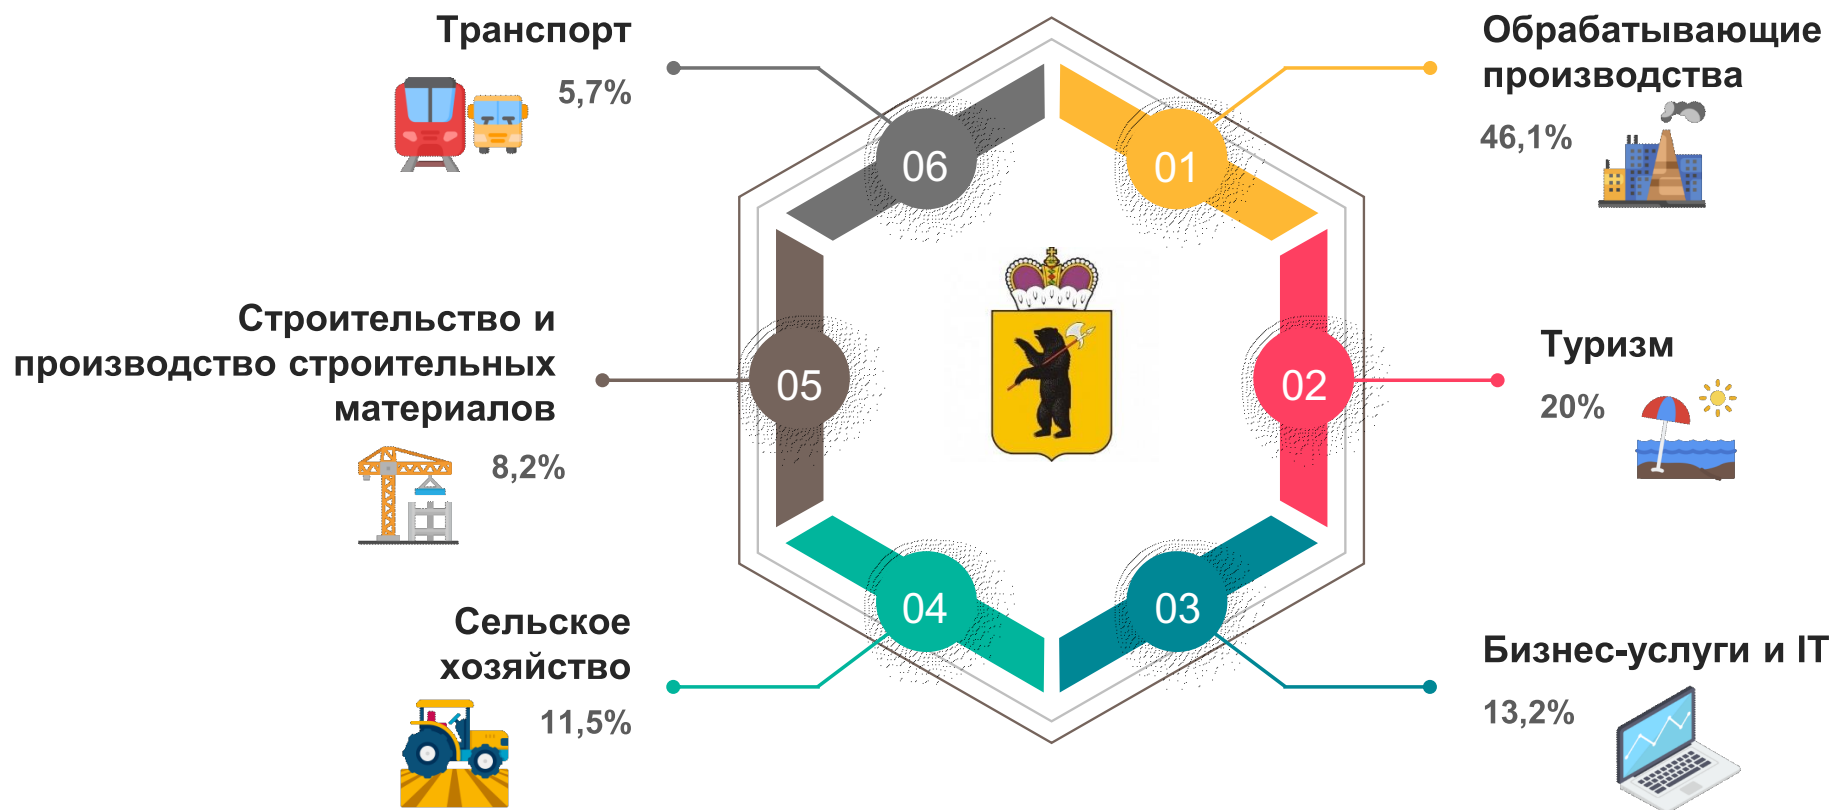 Транспорт
5,7%
06
01
Обрабатывающие
производства
46,1%
Строительство и
производство строительных
материалов
8,2%
05
02
Туризм
20%
Сельское
хозяйство
11,5%
04
03
Бизнес-услуги и IT
13,2%